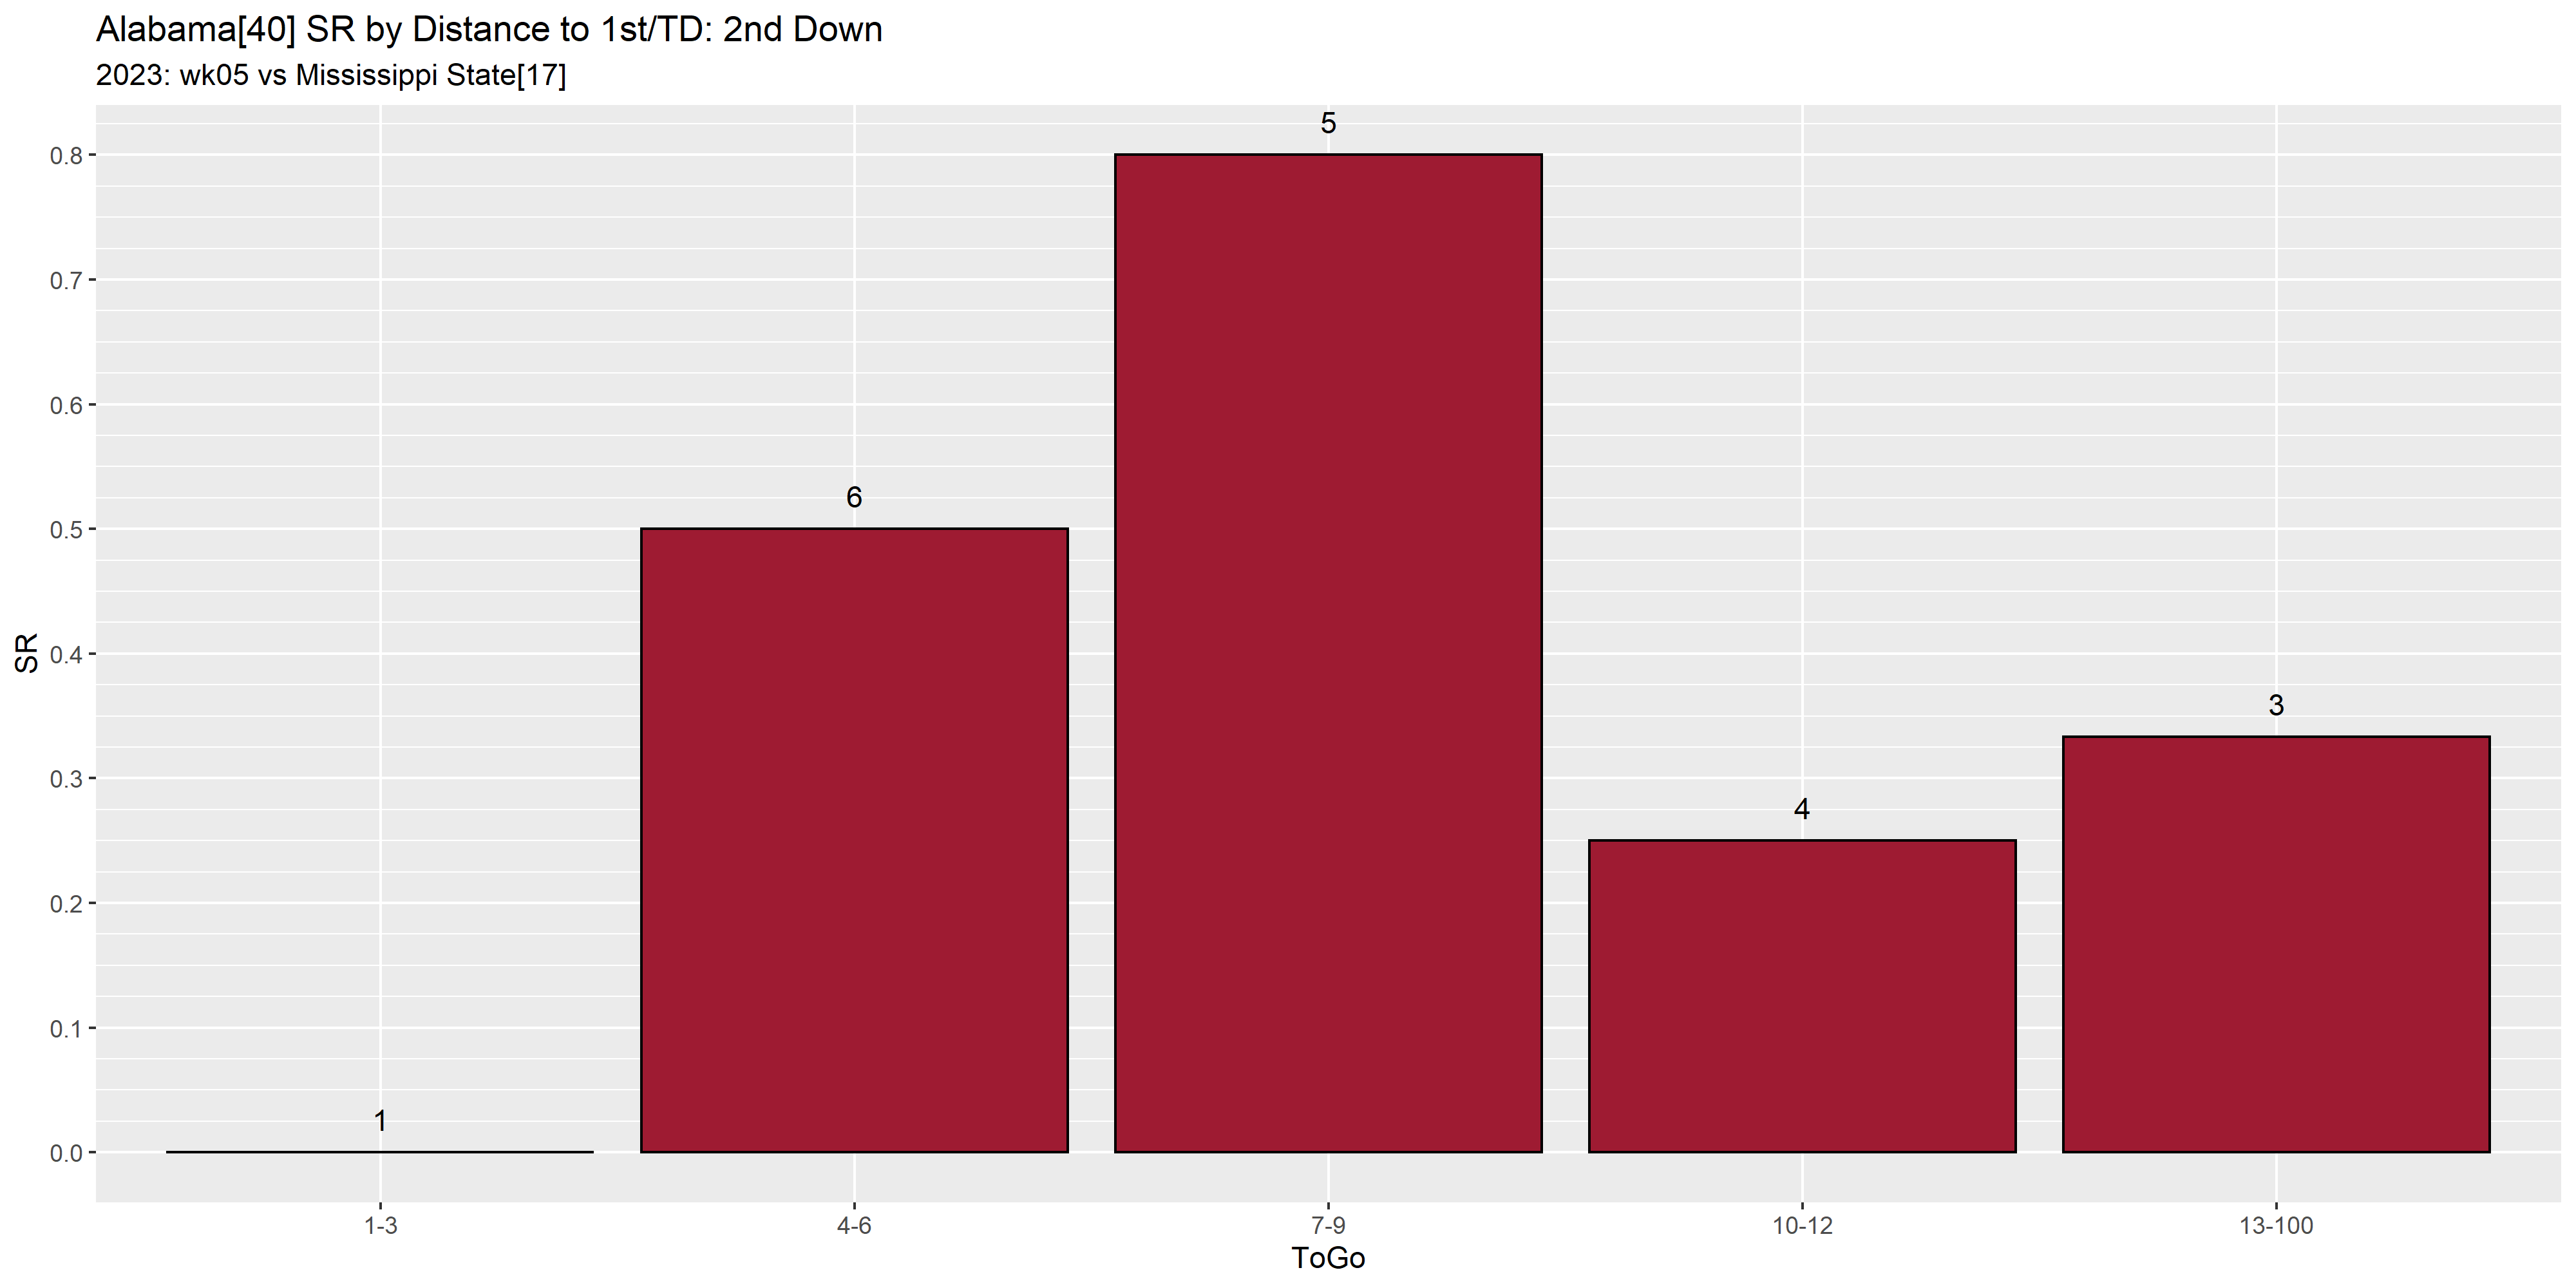 Alabama[40] SR by Distance to 1st/TD: 2nd Down
2023: wk05 vs Mississippi State[17]
5
0.8
0.7
0.6
6
0.5
SR
0.4
3
0.3
4
0.2
0.1
1
0.0
1-3 4-6 7-9 10-12 13-100
ToGo